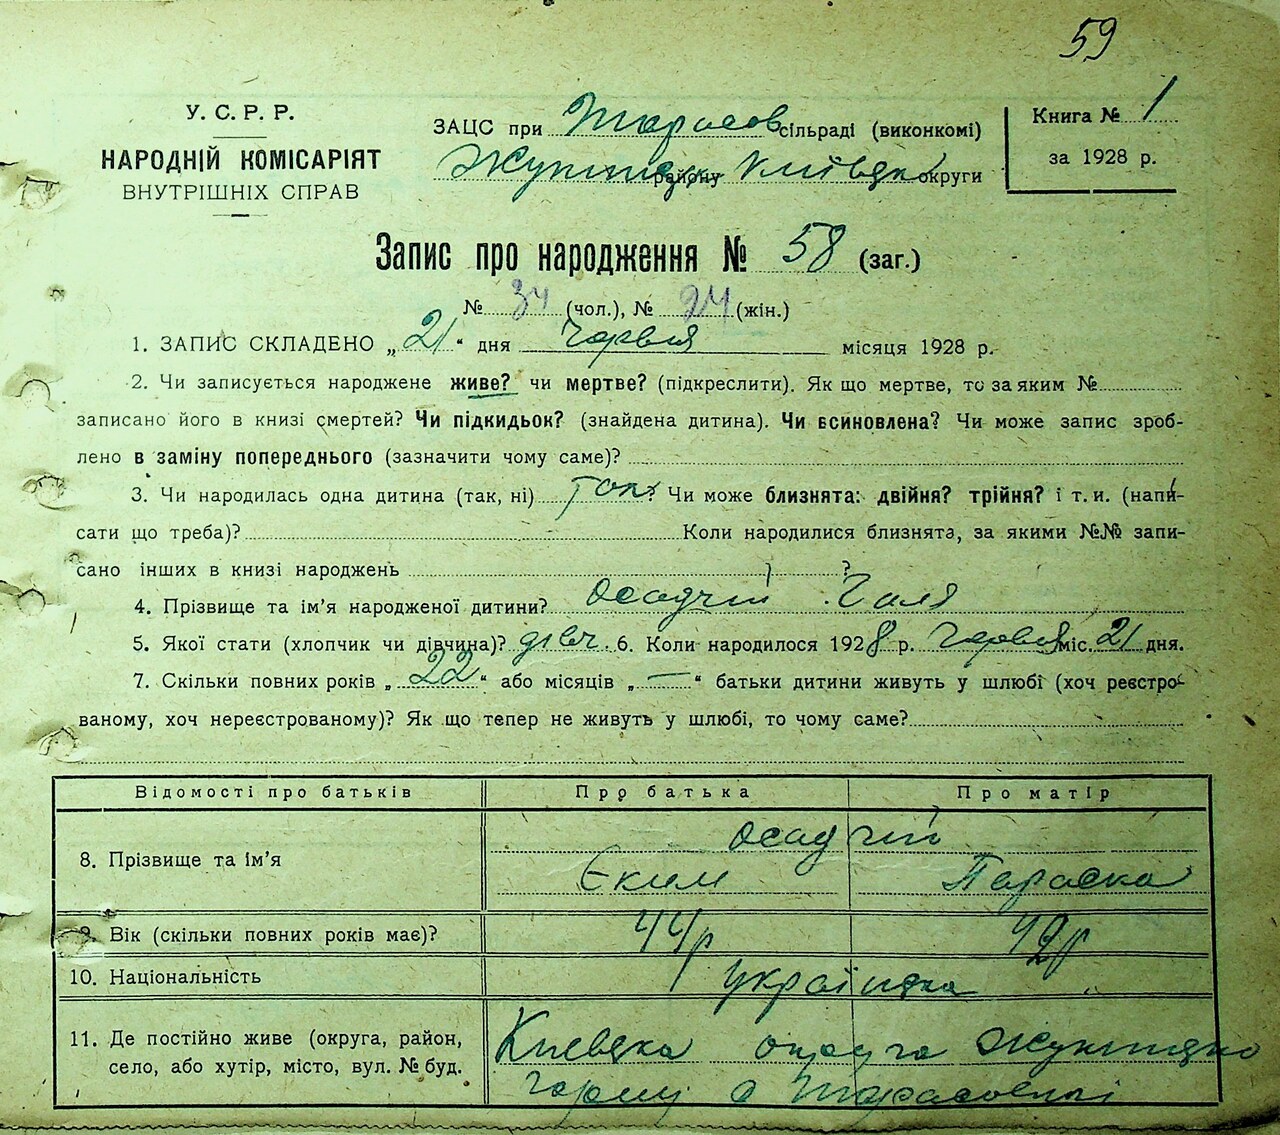 59
У. С. Р. Р.
НАРОДНІЙ КОМІСАРІЯТ
ВНУТРІШНІХ СПРАВ
ЗАЦС при Тарасов сільраді (виконкомі)
району Київськ округи
Книга № 1
за 1928 р.
Запис про народження № 58 (заг.)
№ 34 (чол.), № 24 (жін.)
1. ЗАПИС СКЛАДЕНО „ 21 “ дня Червня місяця 1928 р.
2. Чи записується народжене живе? чи мертве? (підкреслити). Як що мертве, то за яким №
записано його в книзі смертей? Чи підкидьок? (знайдена дитина). Чи всиновлена? Чи може запис зроб-
лено в заміну попереднього (зазначити чому саме)?
3. Чи народилась одна дитина (так, ні) так Чи може близнята: двійня? трійня? і т. и. (напи-
сати що треба)? Коли народилися близнята, за якими №№ запи-
сано інших в книзі народжень ?
4. Прізвище та ім’я народженої дитини? Осадчій Галя
5. Якої стати (хлопчик чи дівчина)? дівч. 6. Коли народилося 1928 р. Червня міс. 21 дня.
7. Скільки повних років „ 22 “ або місяців „ — “ батьки дитини живуть у шлюбі (хоч реєстро-
ваному, хоч нереєстрованому)? Як що тепер не живуть у шлюбі, то чому саме?
Відомості про батьків Про батька Про матір
8. Прізвище та ім’я Осадчій
Єким Параска
9. Вік (скільки повних років має)? 44р 42р
10. Національність українка
11. Де постійно живе (округа, район,
село, або хутір, місто, вул. № буд.
Киевска округа
с Тарасовкі